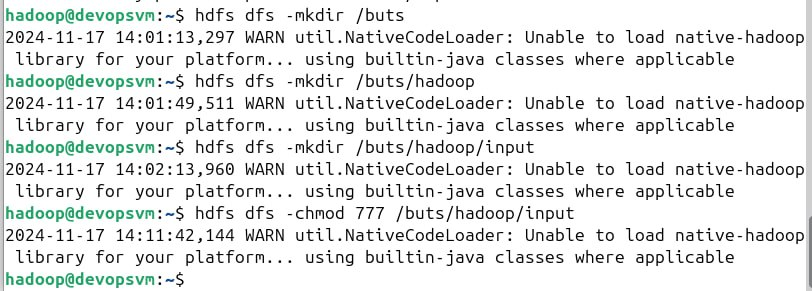 hadoop@devopsvm:~$ hdfs dfs -mkdir /buts
2024-11-17 14:01:13,297 WARN util.NativeCodeLoader: Unable to load native-hadoop
 library for your platform... using builtin-java classes where applicable
hadoop@devopsvm:~$ hdfs dfs -mkdir /buts/hadoop
2024-11-17 14:01:49,511 WARN util.NativeCodeLoader: Unable to load native-hadoop
 library for your platform... using builtin-java classes where applicable
hadoop@devopsvm:~$ hdfs dfs -mkdir /buts/hadoop/input
2024-11-17 14:02:13,960 WARN util.NativeCodeLoader: Unable to load native-hadoop
 library for your platform... using builtin-java classes where applicable
hadoop@devopsvm:~$ hdfs dfs -chmod 777 /buts/hadoop/input
2024-11-17 14:11:42,144 WARN util.NativeCodeLoader: Unable to load native-hadoop
 library for your platform... using builtin-java classes where applicable
hadoop@devopsvm:~$